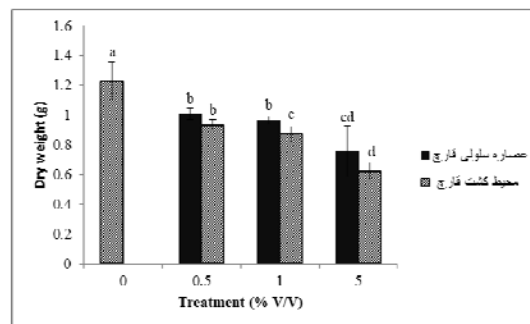 Dry weight (g)
1.6
1.4
1.2
1
0.8
0.6
0.4
0.2
0
a
b b
b c
cd d
0 0.5 1 5
Treatment (% V/V)
عصاره سلولی قارچ
محیط کشت قارچ